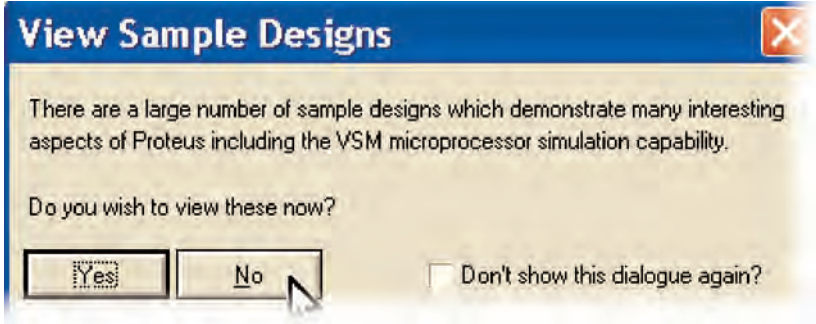 View Sample Designs
There are a large number of sample designs which demonstrate many interesting
aspects of Proteus including the VSM microprocessor simulation capability.
Do you wish to view these now?
Yes
No
Don't show this dialogue again?